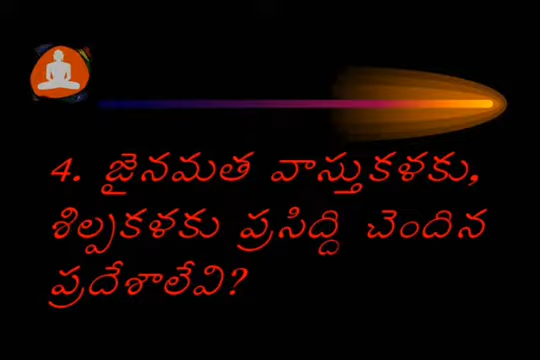 4. జైనమత వాస్తుకళకు,
శిల్పకళకు ప్రసిద్ది చెందిన
ప్రదేశాలేవి?